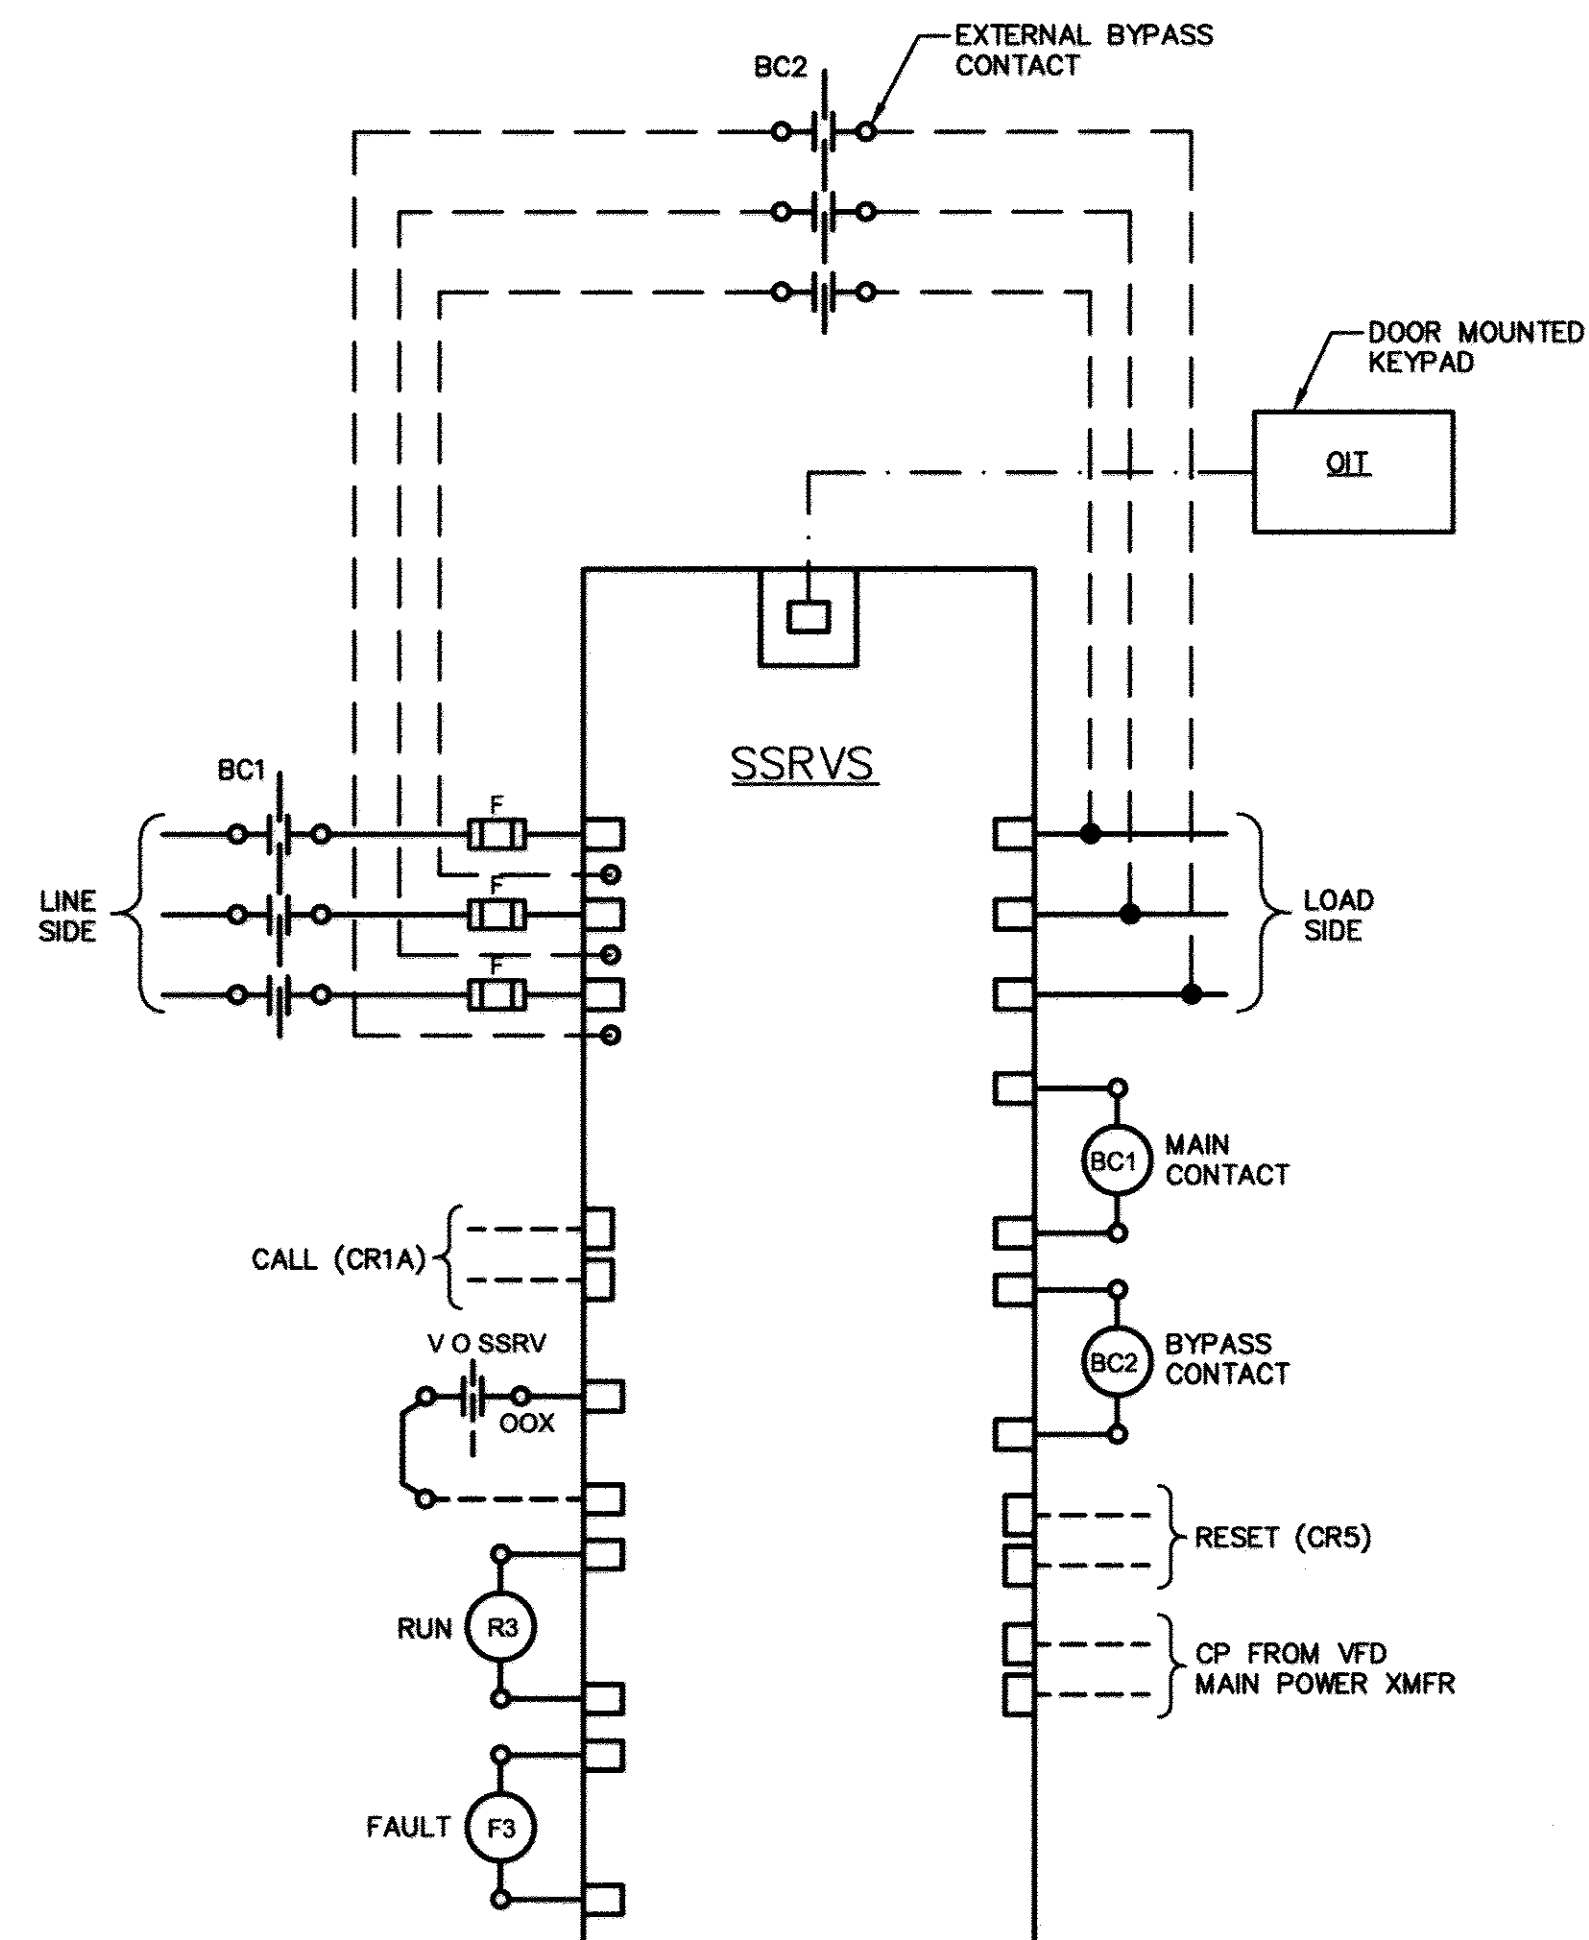 EXTERNAL BYPASS
CONTACT
BC2
DOOR MOUNTED
KEYPAD
OIT
SSRVS
BC1
F
F
F
LINE
SIDE
LOAD
SIDE
BC1
MAIN
CONTACT
CALL (CR1A)
BC2
BYPASS
CONTACT
V O SSRV
OOX
RESET (CR5)
RUN
R3
CP FROM VFD
MAIN POWER XMFR
FAULT
F3